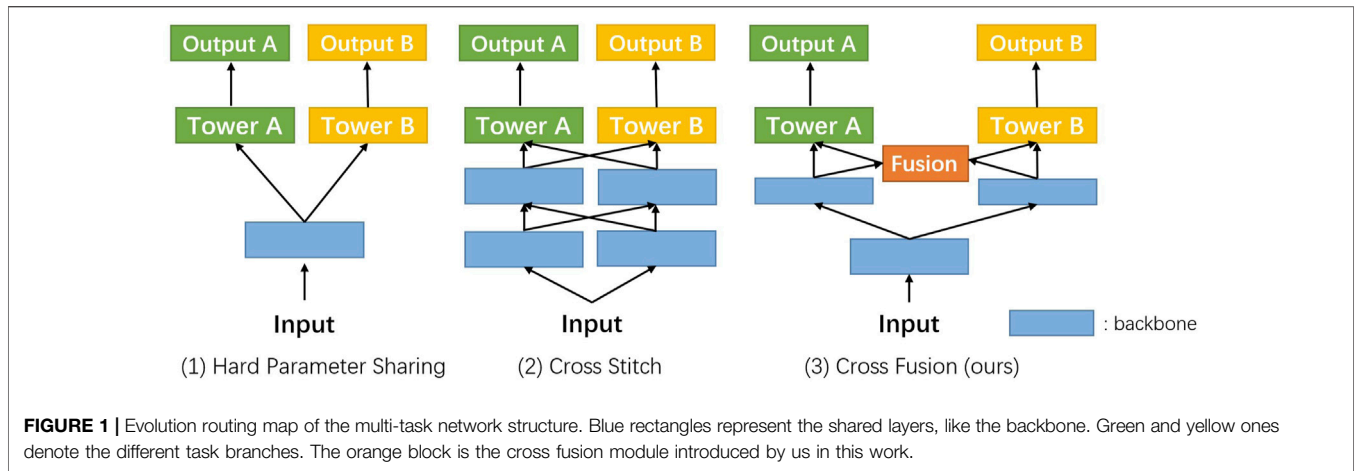 Output A Output B Output A Output B Output A Output B
Tower A Tower B Tower A Tower B Tower A Tower B
Fusion
Input Input Input : backbone
(1) Hard Parameter Sharing (2) Cross Stitch (3) Cross Fusion (ours)
FIGURE 1 | Evolution routing map of the multi-task network structure. Blue rectangles represent the shared layers, like the backbone. Green and yellow ones
denote the different task branches. The orange block is the cross fusion module introduced by us in this work.